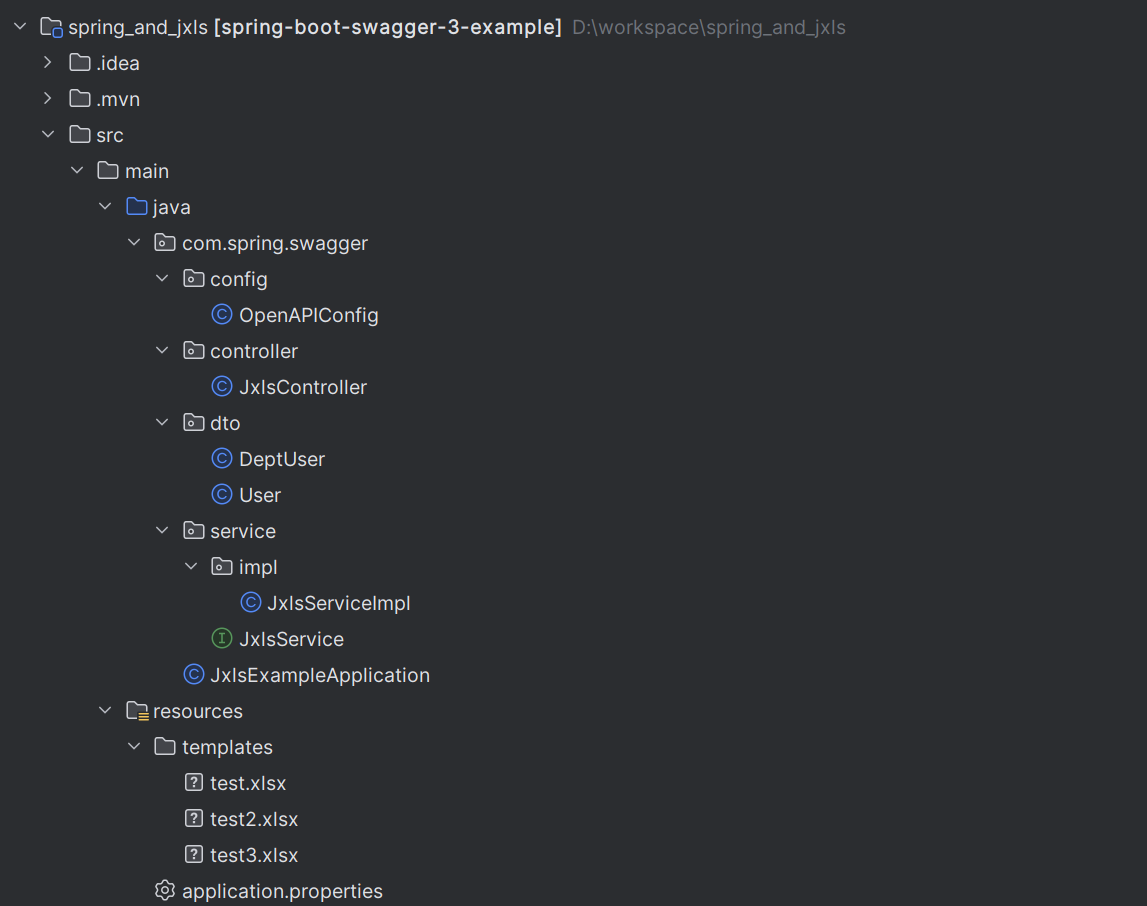 spring_and_jxls [spring-boot-swagger-3-example] D:\workspace\spring_and_jxls
.idea
.mvn
src
main
java
com.spring.swagger
config
OpenAPIConfig
controller
JxlsController
dto
DeptUser
User
service
impl
JxlsServiceImpl
JxlsService
JxlsExampleApplication
resources
templates
test.xlsx
test2.xlsx
test3.xlsx
application.properties